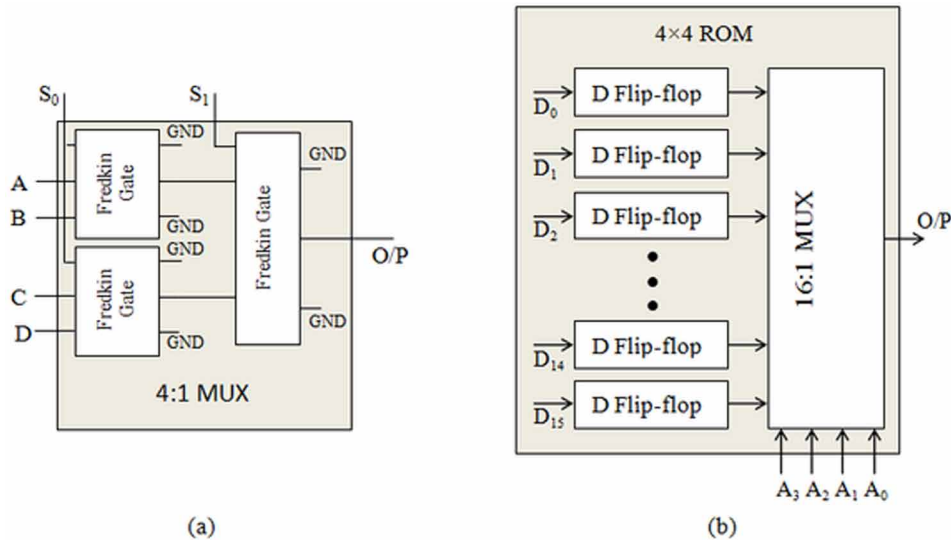 S₀
S₁
GND
A
Fredkin Gate
GND
B
GND
GND
Fredkin Gate
O/P
C
Fredkin Gate
D
GND
GND
4:1 MUX
(a)
4×4 ROM
D₀
D Flip-flop
D₁
D Flip-flop
D₂
D Flip-flop
16:1 MUX
O/P
D₁₄
D Flip-flop
D₁₅
D Flip-flop
A₃ A₂ A₁ A₀
(b)